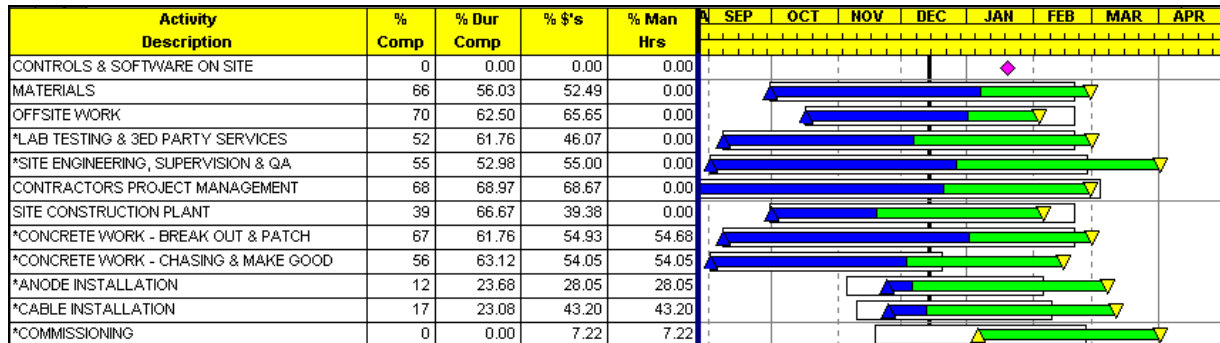 Activity Description % Comp % Dur Comp % $'s % Man Hrs A SEP OCT NOV DEC JAN FEB MAR APR
CONTROLS & SOFTWARE ON SITE 0 0.00 0.00 0.00
MATERIALS 66 56.03 52.49 0.00
OFFSITE WORK 70 62.50 65.65 0.00
*LAB TESTING & 3ED PARTY SERVICES 52 61.76 46.07 0.00
*SITE ENGINEERING, SUPERVISION & QA 55 52.98 55.00 0.00
CONTRACTORS PROJECT MANAGEMENT 68 68.97 68.67 0.00
SITE CONSTRUCTION PLANT 39 66.67 39.38 0.00
*CONCRETE WORK - BREAK OUT & PATCH 67 61.76 54.93 54.68
*CONCRETE WORK - CHASING & MAKE GOOD 56 63.12 54.05 54.05
*ANODE INSTALLATION 12 23.68 28.05 28.05
*CABLE INSTALLATION 17 23.08 43.20 43.20
*COMMISSIONING 0 0.00 7.22 7.22